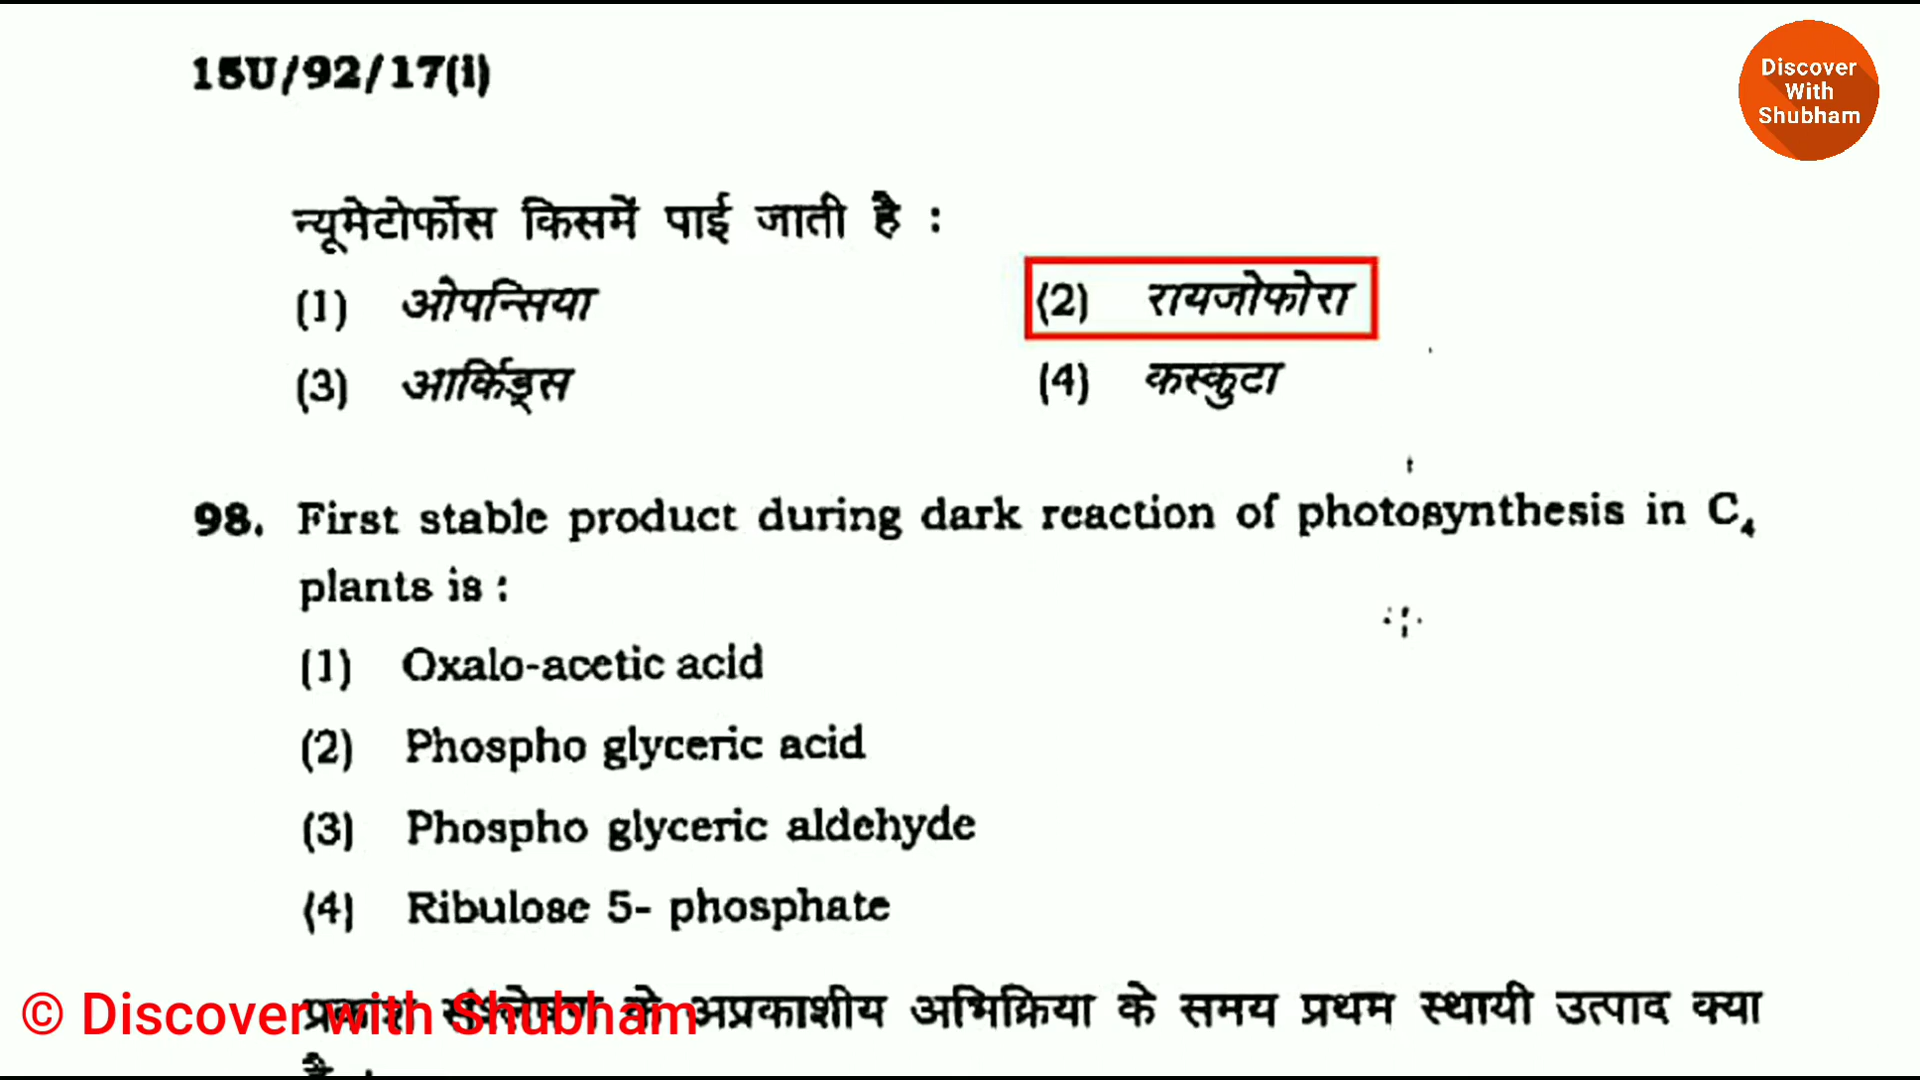 15U/92/17(i)
Discover
With
Shubham
न्यूमेटोर्फोस किसमें पाई जाती है :
(1) ओपन्सिया
(2) रायजोफोरा
(3) आर्किड्स
(4) कस्कुटा
98. First stable product during dark reaction of photosynthesis in C₄
plants is :
(1) Oxalo-acetic acid
(2) Phospho glyceric acid
(3) Phospho glyceric aldehyde
(4) Ribulose 5- phosphate
प्रकाश संश्लेषण के अप्रकाशीय अभिक्रिया के समय प्रथम स्थायी उत्पाद क्या
है :
© Discover with Shubham